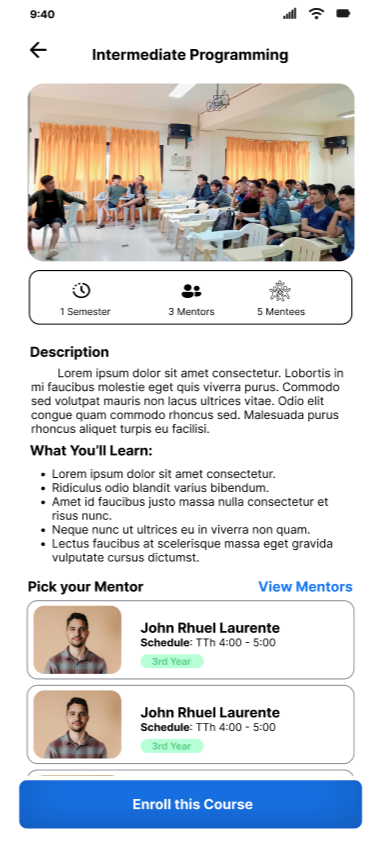 9:40
Intermediate Programming
1 Semester
3 Mentors
5 Mentees
Description
Lorem ipsum dolor sit amet consectetur. Lobortis in
mi faucibus molestie eget quis viverra purus. Commodo
sed volutpat mauris non lacus ultrices vitae. Odio elit
congue quam commodo rhoncus sed. Malesuada purus
rhoncus aliquet turpis eu facilisi.
What You'll Learn:
• Lorem ipsum dolor sit amet consectetur.
• Ridiculus odio blandit varius bibendum.
• Amet id faucibus justo massa nulla consectetur et
risus nunc.
• Neque nunc ut ultrices eu in viverra non quam.
• Lectus faucibus at scelerisque massa eget gravida
vulputate cursus dictumst.
Pick your Mentor
View Mentors
John Rhuel Laurente
Schedule: TTh 4:00 - 5:00
3rd Year
John Rhuel Laurente
Schedule: TTh 4:00 - 5:00
3rd Year
Enroll this Course